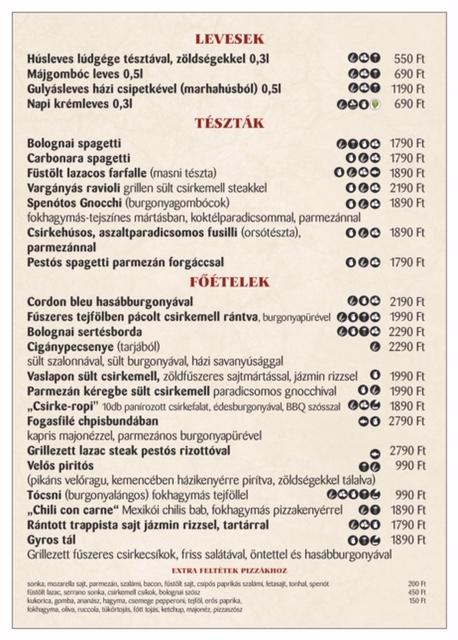 LEVESEK
Húsleves lúdgége tésztával, zöldségekkel 0,3l 550 Ft
Májgombóc leves 0,5l 690 Ft
Gulyásleves házi csipetkével (marhahúsból) 0,5l 1190 Ft
Napi krémleves 0,3l 690 Ft
TÉSZTÁK
Bolognai spagetti 1790 Ft
Carbonara spagetti 1790 Ft
Füstölt lazacos farfalle (masni tészta) 1890 Ft
Vargányás ravioli grillen sült csirkemell steakkel 2190 Ft
Spenótos Gnocchi (burgonyagombócok) 1890 Ft
fokhagymás-tejszínes mártásban, koktélparadicsommal, parmezánnal
Csirkehúsos, aszaltparadicsomos fusilli (orsótészta), 1890 Ft
parmezánnal
Pestós spagetti parmezán forgáccsal 1790 Ft
FŐÉTELEK
Cordon bleu hasábburgonyával 2190 Ft
Fűszeres tejfölben pácolt csirkemell rántva, burgonyapürével 1990 Ft
Bolognai sertésborda 2290 Ft
Cigánypecsenye (tarjából) 2290 Ft
sült szalonnával, sült burgonyával, házi savanyúsággal
Vaslapon sült csirkemell, zöldfűszeres sajtmártással, jázmin rizzsel 1990 Ft
Parmezán kéregbe sült csirkemell paradicsomos gnocchival 1990 Ft
„Csirke-ropi” 10db panírozott csirkefalat, édesburgonyával, BBQ szósszal 1890 Ft
Fogasfilé chpisbundában 2790 Ft
kapris majonézzel, parmezános burgonyapürével
Grillezett lazac steak pestós rizottóval 2790 Ft
Velős pirítós 990 Ft
(pikáns velőragu, kemencében házikenyérre pirítva, zöldségekkel tálalva)
Tócsni (burgonyalángos) fokhagymás tejföllel 990 Ft
„Chili con carne“ Mexikói chilis bab, fokhagymás pizzakenyérrel 1890 Ft
Rántott trappista sajt jázmin rizzsel, tartárral 1790 Ft
Gyros tál 1890 Ft
Grillezett fűszeres csirkecsíkok, friss salátával, öntettel és hasábburgonyával
EXTRA FELTÉTEK PIZZÁKHOZ
sonka, mozarella sajt, parmezán, szalámi, bacon, füstölt sajt, csípós paprikás szalámi, fetasajt, tonhal, spenót 200 Ft
füstölt lazac, serrano sonka, csirkemell csíkok, bolognai szósz 450 Ft
kukorica, gomba, ananász, hagyma, csemege pepperoni, tejföl, erős paprika, 150 Ft
fokhagyma, oliva, ruccola, tükörtojás, főtt tojás, ketchup, majonéz, pizzaszósz